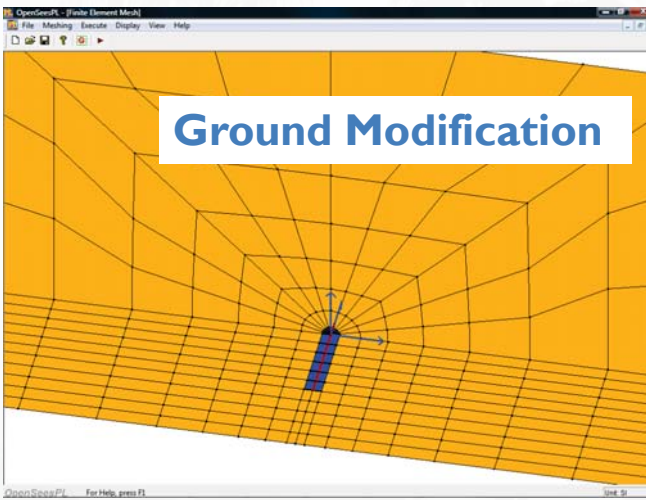 OpenSeesPL - [Finite Element Mesh]
File Meshing Execute Display View Help
Ground Modification
OpenSeesPL For Help, press F1 Unit: SI